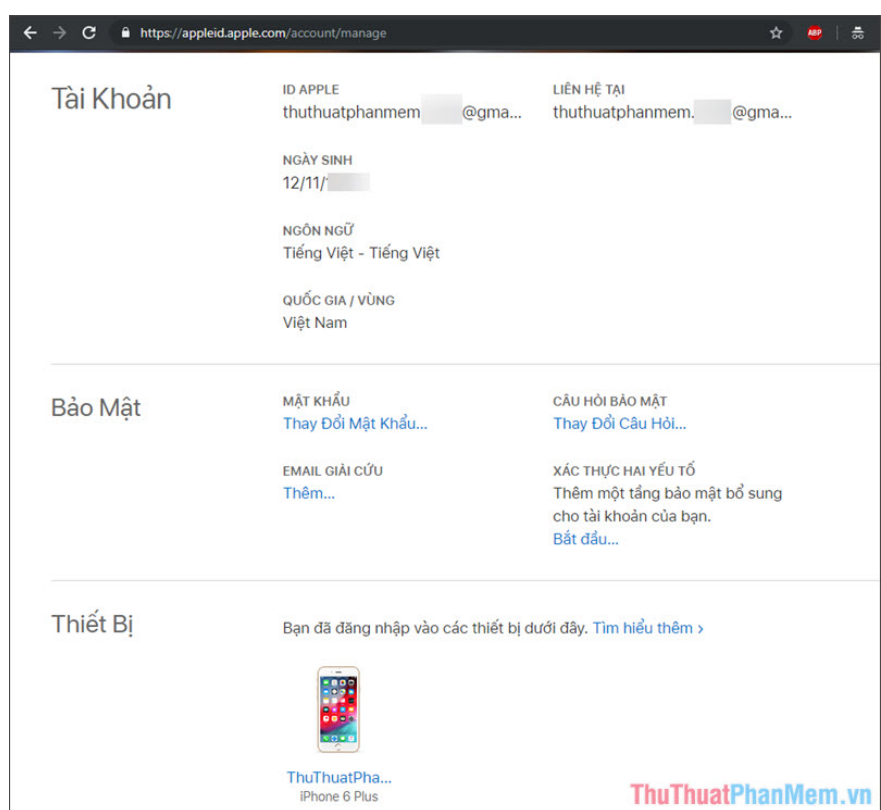 https://appleid.apple.com/account/manage
ABP
Tài Khoản
ID APPLE
thuthuatphanmem @gma...
LIÊN HỆ TẠI
thuthuatphanmem. @gma...
NGÀY SINH
12/11/
NGÔN NGỮ
Tiếng Việt - Tiếng Việt
QUỐC GIA / VÙNG
Việt Nam
Bảo Mật
MẬT KHẨU
Thay Đổi Mật Khẩu...
CÂU HỎI BẢO MẬT
Thay Đổi Câu Hỏi...
EMAIL GIẢI CỨU
Thêm...
XÁC THỰC HAI YẾU TỐ
Thêm một tầng bảo mật bổ sung
cho tài khoản của bạn.
Bắt đầu...
Thiết Bị
Bạn đã đăng nhập vào các thiết bị dưới đây. Tìm hiểu thêm >
ThuThuatPha...
iPhone 6 Plus
ThuThuatPhanMem.vn